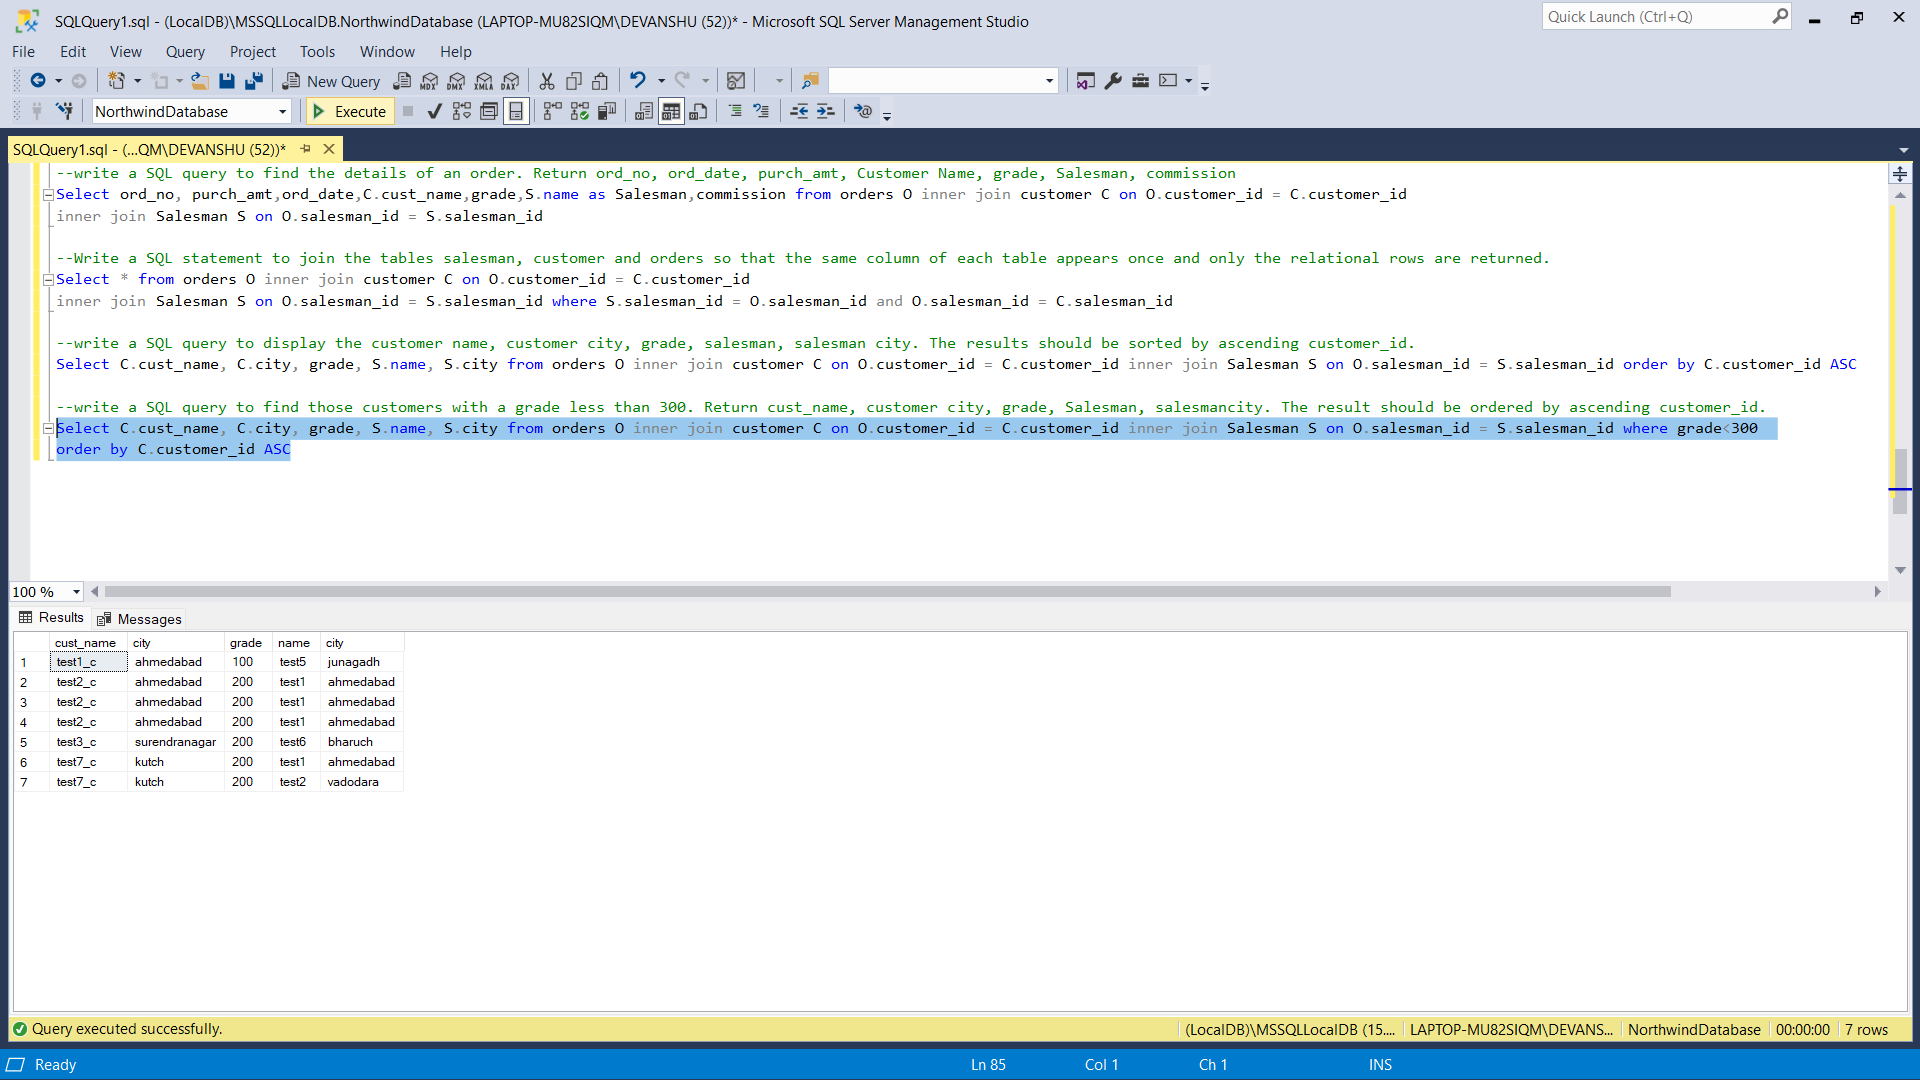 SQLQuery1.sql - (LocalDB)\MSSQLLocalDB.NorthwindDatabase (LAPTOP-MU82SIQM\DEVANSHU (52))* - Microsoft SQL Server Management Studio
Quick Launch (Ctrl+Q)
File Edit View Query Project Tools Window Help
New Query MDX DMX XMLA DAX
NorthwindDatabase Execute
SQLQuery1.sql - (...QM\DEVANSHU (52))*
--write a SQL query to find the details of an order. Return ord_no, ord_date, purch_amt, Customer Name, grade, Salesman, commission
Select ord_no, purch_amt,ord_date,C.cust_name,grade,S.name as Salesman,commission from orders O inner join customer C on O.customer_id = C.customer_id
inner join Salesman S on O.salesman_id = S.salesman_id
--Write a SQL statement to join the tables salesman, customer and orders so that the same column of each table appears once and only the relational rows are returned.
Select * from orders O inner join customer C on O.customer_id = C.customer_id
inner join Salesman S on O.salesman_id = S.salesman_id where S.salesman_id = O.salesman_id and O.salesman_id = C.salesman_id
--write a SQL query to display the customer name, customer city, grade, salesman, salesman city. The results should be sorted by ascending customer_id.
Select C.cust_name, C.city, grade, S.name, S.city from orders O inner join customer C on O.customer_id = C.customer_id inner join Salesman S on O.salesman_id = S.salesman_id order by C.customer_id ASC
--write a SQL query to find those customers with a grade less than 300. Return cust_name, customer city, grade, Salesman, salesmancity. The result should be ordered by ascending customer_id.
Select C.cust_name, C.city, grade, S.name, S.city from orders O inner join customer C on O.customer_id = C.customer_id inner join Salesman S on O.salesman_id = S.salesman_id where grade<300
order by C.customer_id ASC
100 %
Results Messages
cust_name city grade name city
1 test1_c ahmedabad 100 test5 junagadh
2 test2_c ahmedabad 200 test1 ahmedabad
3 test2_c ahmedabad 200 test1 ahmedabad
4 test2_c ahmedabad 200 test1 ahmedabad
5 test3_c surendranagar 200 test6 bharuch
6 test7_c kutch 200 test1 ahmedabad
7 test7_c kutch 200 test2 vadodara
Query executed successfully. (LocalDB)\MSSQLLocalDB (15.... LAPTOP-MU82SIQM\DEVANS... NorthwindDatabase 00:00:00 7 rows
Ready Ln 85 Col 1 Ch 1 INS